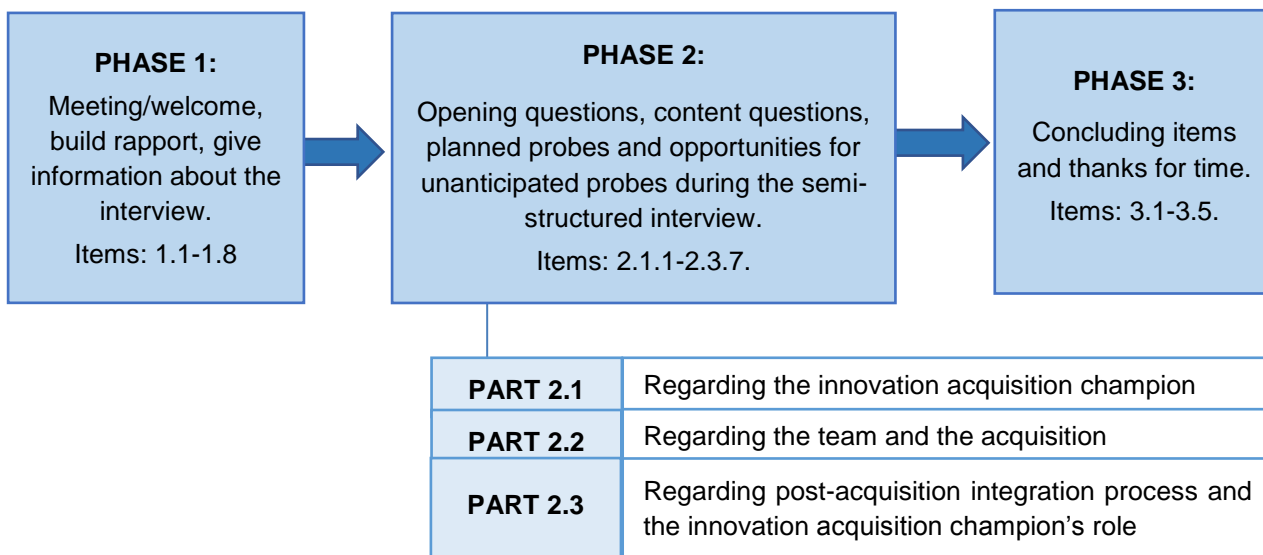 PHASE 1:
Meeting/welcome,
build rapport, give
information about the
interview.
Items: 1.1-1.8
PHASE 2:
Opening questions, content questions,
planned probes and opportunities for
unanticipated probes during the semi-
structured interview.
Items: 2.1.1-2.3.7.
PHASE 3:
Concluding items
and thanks for time.
Items: 3.1-3.5.
PART 2.1
Regarding the innovation acquisition champion
PART 2.2
Regarding the team and the acquisition
PART 2.3
Regarding post-acquisition integration process and
the innovation acquisition champion’s role